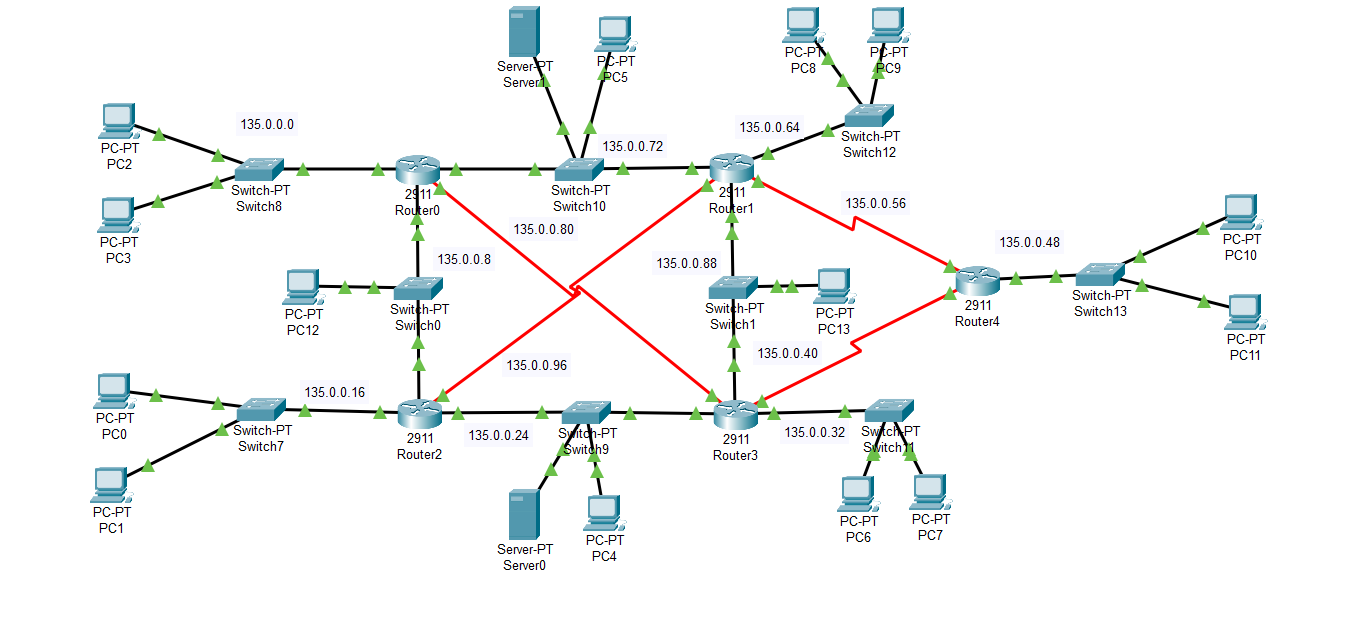 Server-PT
Server1
PC-PT
PC5
PC-PT
PC8
PC-PT
PC9
135.0.0.0
135.0.0.64
135.0.0.72
Switch-PT
Switch12
PC-PT
PC2
Switch-PT
Switch8
2911
Router0
Switch-PT
Switch10
2911
Router1
135.0.0.56
135.0.0.80
PC-PT
PC3
135.0.0.8
135.0.0.88
135.0.0.48
PC-PT
PC10
PC-PT
PC12
Switch-PT
Switch0
Switch-PT
Switch1
PC-PT
PC13
2911
Router4
Switch-PT
Switch13
PC-PT
PC11
135.0.0.40
135.0.0.96
135.0.0.16
PC-PT
PC0
Switch-PT
Switch7
2911
Router2
135.0.0.24
Switch-PT
Switch9
2911
Router3
135.0.0.32
Switch-PT
Switch11
PC-PT
PC1
Server-PT
Server0
PC-PT
PC4
PC-PT
PC6
PC-PT
PC7